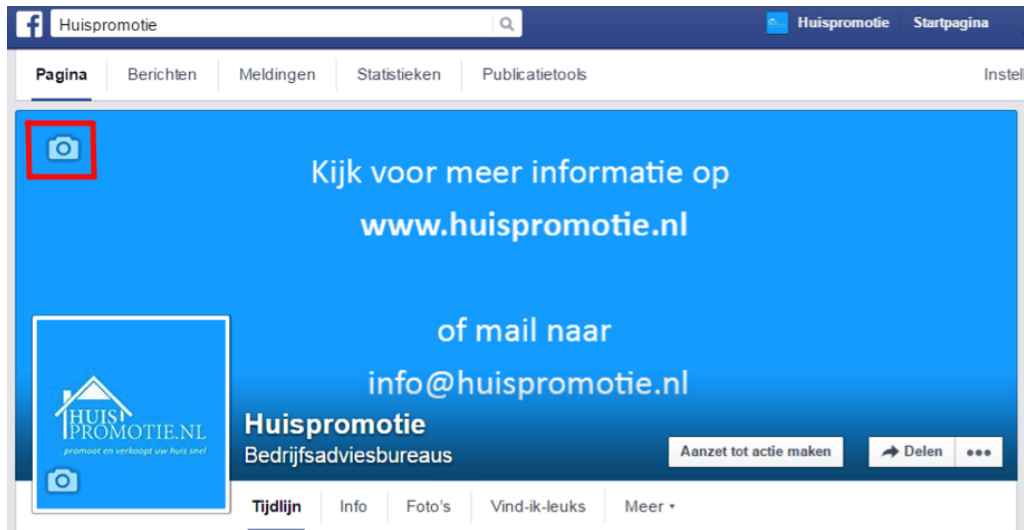 f Huispromotie
Huispromotie Startpagina
Pagina Berichten Meldingen Statistieken Publicatietools Instel
Kijk voor meer informatie op
www.huispromotie.nl
of mail naar
info@huispromotie.nl
HUIS
PROMOTIE.NL
promoot en verkoopt uw huis snel
Huispromotie
Bedrijfsadviesbureaus
Aanzet tot actie maken Delen
Tijdlijn Info Foto's Vind-ik-leuks Meer